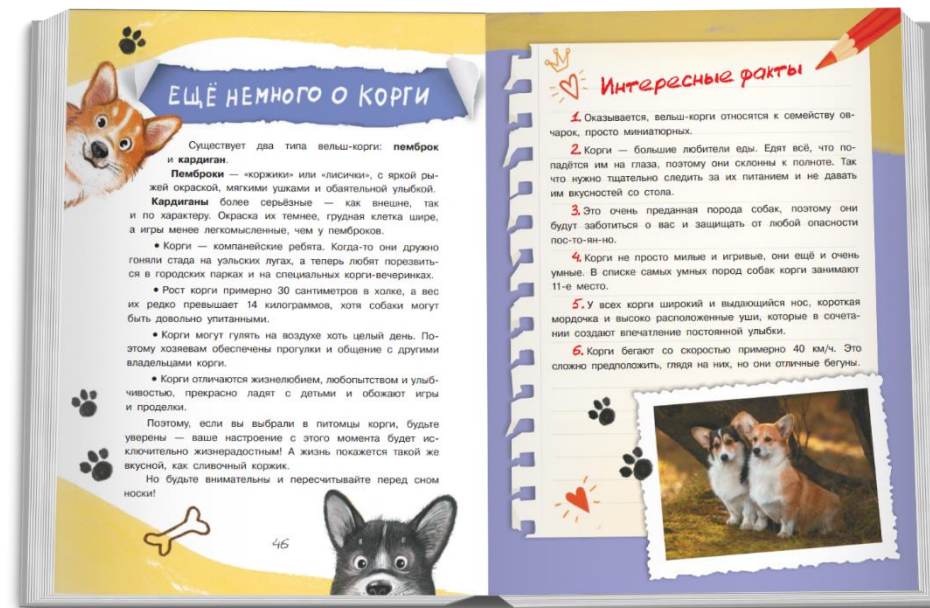 ЕЩЁ НЕМНОГО О КОРГИ
Существует два типа вельш-корги: пемброк
и кардиган.
Пемброки — «коржики» или «лисички», с яркой ры-
жей окраской, мягкими ушками и обаятельной улыбкой.
Кардиганы более серьёзные — как внешне, так
и по характеру. Окраска их темнее, грудная клетка шире,
а игры менее легкомысленные, чем у пемброков.
• Корги — компанейские ребята. Когда-то они дружно
гоняли стада на уэльских лугах, а теперь любят порезвить-
ся в городских парках и на специальных корги-вечеринках.
• Рост корги примерно 30 сантиметров в холке, а вес
их редко превышает 14 килограммов, хотя собаки могут
быть довольно упитанными.
• Корги могут гулять на воздухе хоть целый день. По-
этому хозяевам обеспечены прогулки и общение с другими
владельцами корги.
• Корги отличаются жизнелюбием, любопытством и улыб-
чивостью, прекрасно ладят с детьми и обожают игры
и проделки.
Поэтому, если вы выбрали в питомцы корги, будьте
уверены — ваше настроение с этого момента будет ис-
ключительно жизнерадостным! А жизнь покажется такой же
вкусной, как сливочный коржик.
Но будьте внимательны и пересчитывайте перед сном
носки!
46
Интересные факты
1. Оказывается, вельш-корги относятся к семейству ов-
чарок, просто миниатюрных.
2. Корги — большие любители еды. Едят всё, что по-
падётся им на глаза, поэтому они склонны к полноте. Так
что нужно тщательно следить за их питанием и не давать
им вкусностей со стола.
3. Это очень преданная порода собак, поэтому они
будут заботиться о вас и защищать от любой опасности
пос-то-ян-но.
4. Корги не просто милые и игривые, они ещё и очень
умные. В списке самых умных пород собак корги занимают
11-е место.
5. У всех корги широкий и выдающийся нос, короткая
мордочка и высоко расположенные уши, которые в сочета-
нии создают впечатление постоянной улыбки.
6. Корги бегают со скоростью примерно 40 км/ч. Это
сложно предположить, глядя на них, но они отличные бегуны.